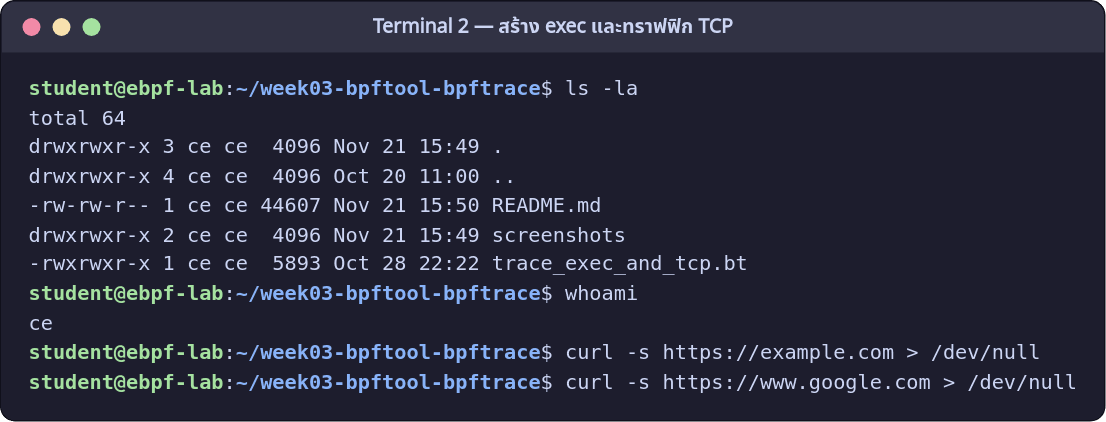 Terminal 2 — สร้าง exec และทราฟฟิก TCP
student@ebpf-lab:~/week03-bpftool-bpftrace$ ls -la
total 64
drwxrwxr-x 3 ce ce  4096 Nov 21 15:49 .
drwxrwxr-x 4 ce ce  4096 Oct 20 11:00 ..
-rw-rw-r-- 1 ce ce 44607 Nov 21 15:50 README.md
drwxrwxr-x 2 ce ce  4096 Nov 21 15:49 screenshots
-rwxrwxr-x 1 ce ce  5893 Oct 28 22:22 trace_exec_and_tcp.bt
student@ebpf-lab:~/week03-bpftool-bpftrace$ whoami
ce
student@ebpf-lab:~/week03-bpftool-bpftrace$ curl -s https://example.com > /dev/null
student@ebpf-lab:~/week03-bpftool-bpftrace$ curl -s https://www.google.com > /dev/null